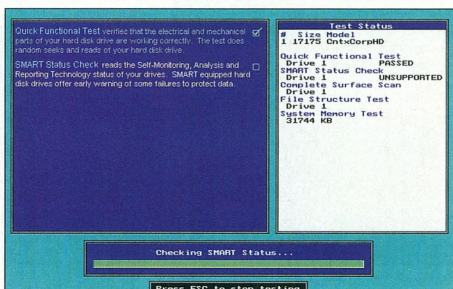 Quick Functional Test verifies that the electrical and mechanical
parts of your hard disk drive are working correctly. The test does
random seeks and reads of your hard disk drive.
SMART Status Check reads the Self-Monitoring, Analysis and
Reporting Technology status of your drives. SMART equipped hard
disk drives offer early warning of some failures to protect data.
Test Status
# Size Model
1 17175 CntxCorpHD
Quick Functional Test
Drive 1 PASSED
SMART Status Check
Drive 1 UNSUPPORTED
Complete Surface Scan
Drive 1
File Structure Test
Drive 1
System Memory Test
31744 KB
Checking SMART Status...
Press ESC to stop testing